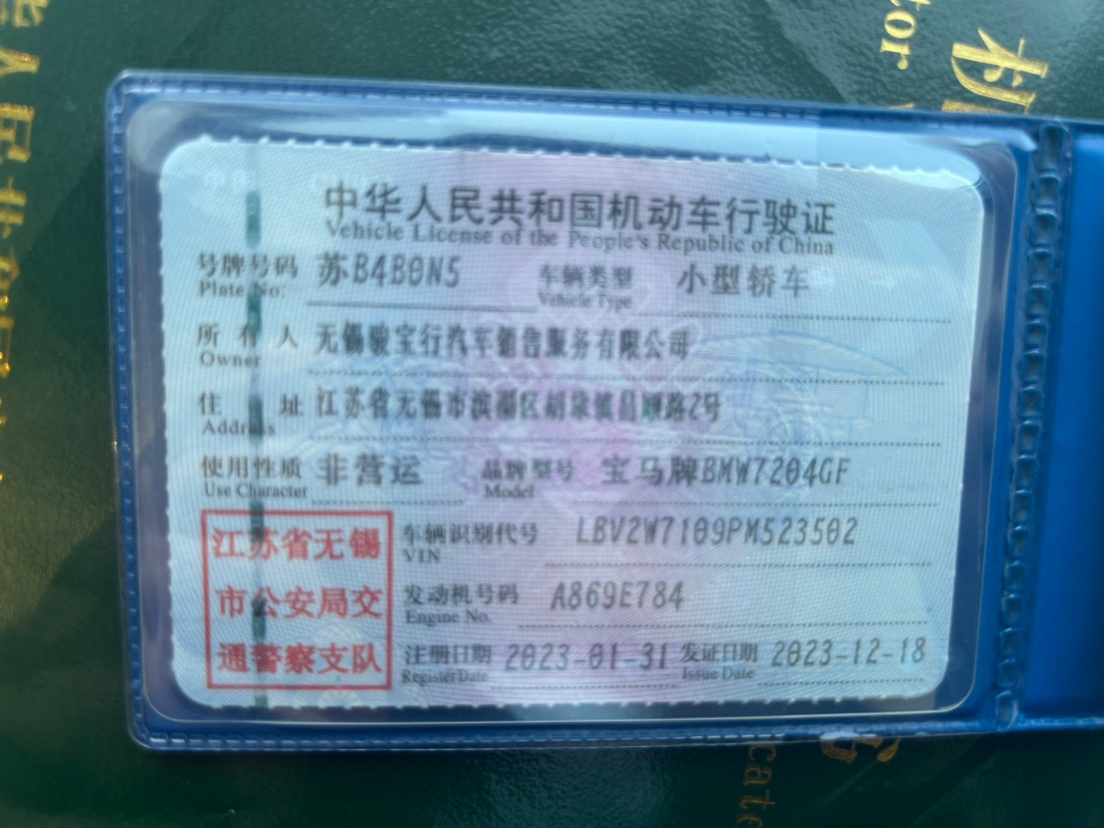 中华人民共和国机动车行驶证
Vehicle License of the People's Republic of China
号牌号码 苏B4B0N5 车辆类型 小型轿车
Plate No. Vehicle Type
所有人 无锡骏宝行汽车销售服务有限公司
Owner
住址 江苏省无锡市滨湖区胡埭镇昌顺路2号
Address
使用性质 非营运 品牌型号 宝马牌BMW7204GF
Use Character Model
江苏省无锡
市公安局交
通警察支队
车辆识别代号 LBV2W7109PM523502
VIN
发动机号码 A869E784
Engine No.
注册日期 2023-01-31 发证日期 2023-12-18
Register Date Issue Date
人民共
tor
机
cate